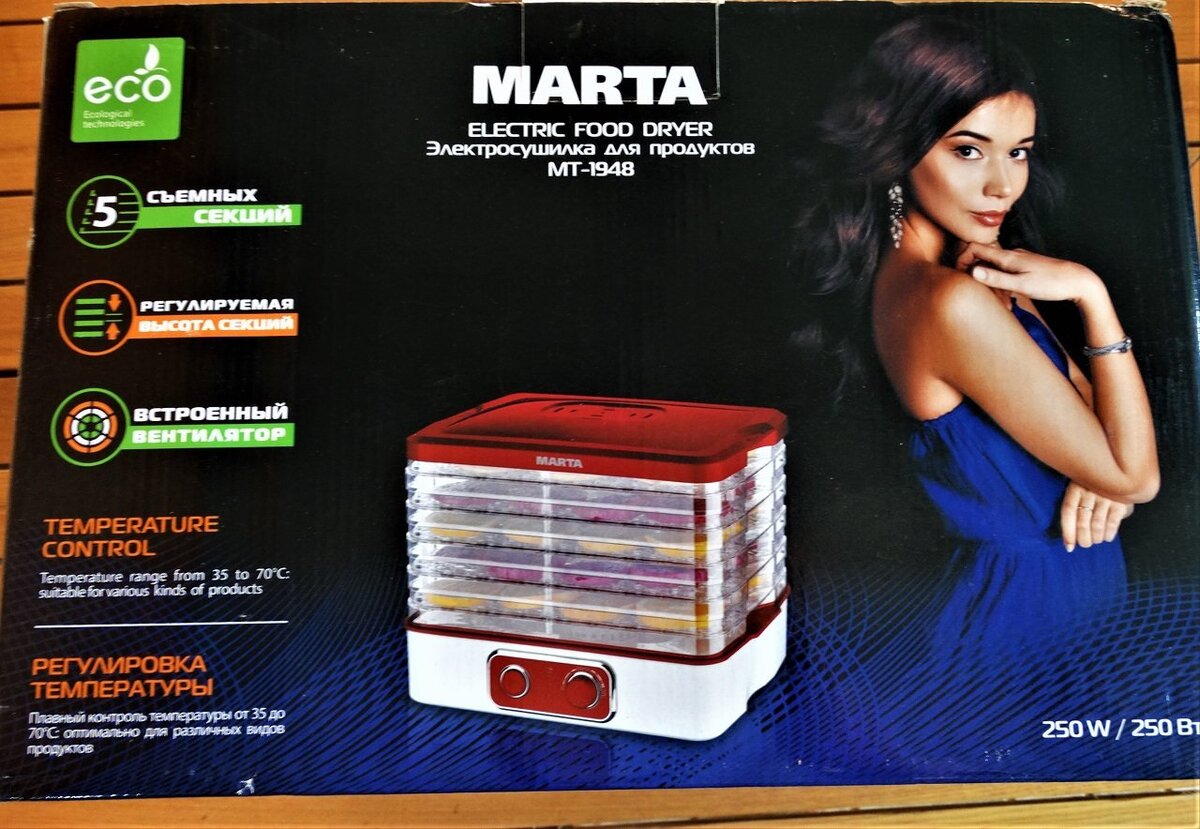 eco
Ecological
technologies
MARTA
ELECTRIC FOOD DRYER
Электросушилка для продуктов
MT-1948
5
СЪЕМНЫХ
СЕКЦИЙ
РЕГУЛИРУЕМАЯ
ВЫСОТА СЕКЦИЙ
ВСТРОЕННЫЙ
ВЕНТИЛЯТОР
MARTA
TEMPERATURE
CONTROL
Temperature range from 35 to 70°C:
suitable for various kinds of products
РЕГУЛИРОВКА
ТЕМПЕРАТУРЫ
Плавный контроль температуры от 35 до
70°C: оптимально для различных видов
продуктов
250 W / 250 Вт